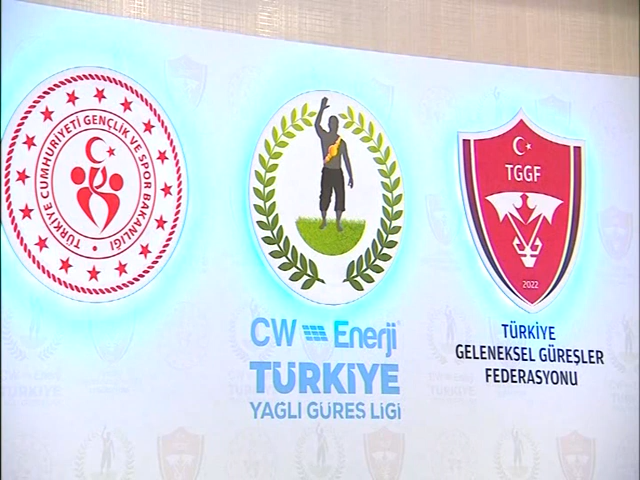 TÜRKİYE CUMHURİYETİ GENÇLİK VE SPOR BAKANLIĞI
CW Enerji
TÜRKİYE
YAGLI GÜRES LİGİ
TGGF
2022
TÜRKİYE
GELENEKSEL GÜREŞLER
FEDERASYONU